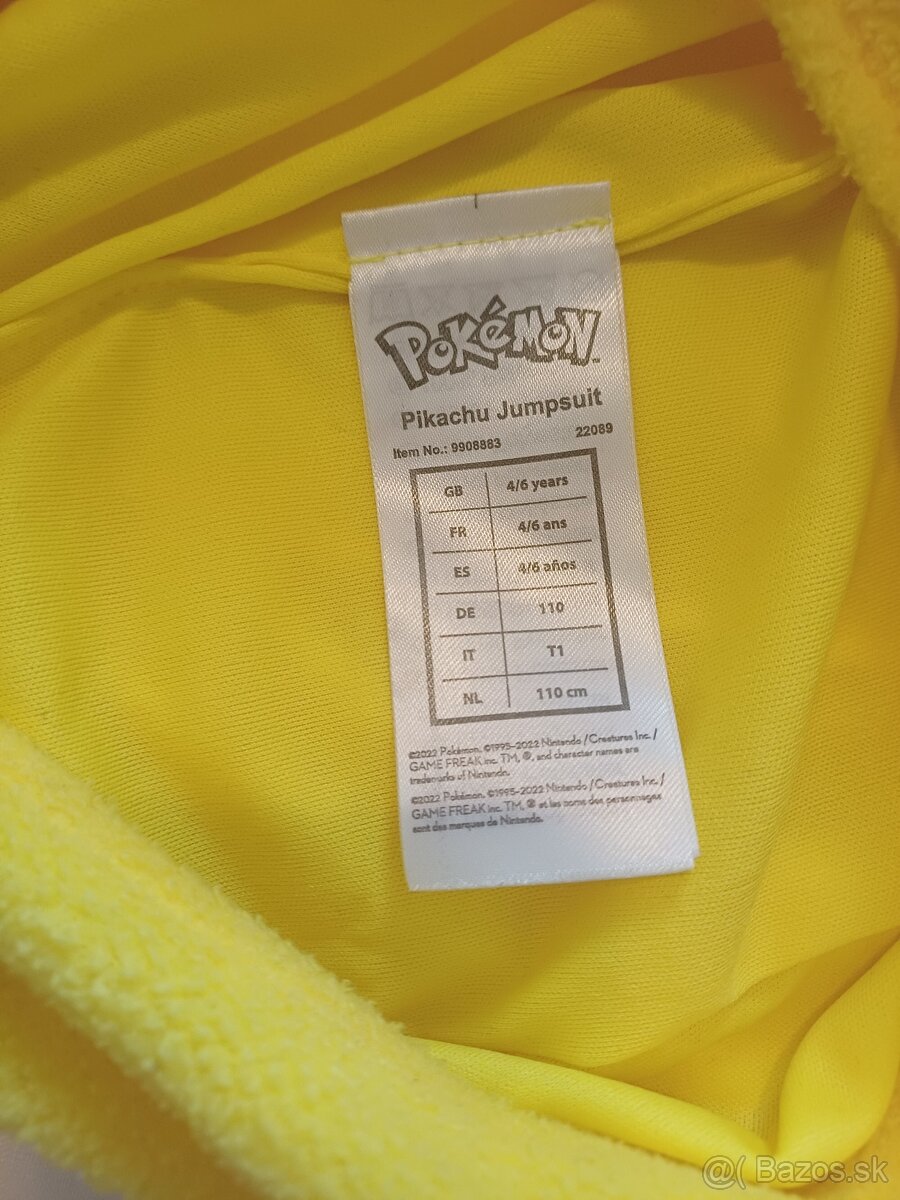 POKéMON™
Pikachu Jumpsuit
Item No.: 9908883 22089
GB 4/6 years
FR 4/6 ans
ES 4/6 años
DE 110
IT T1
NL 110 cm
©2022 Pokémon. ©1995-2022 Nintendo/Creatures Inc./
GAME FREAK inc. TM, ®, and character names are
trademarks of Nintendo.
©2022 Pokémon. ©1995-2022 Nintendo/Creatures Inc./
GAME FREAK inc. TM, ® et les noms des personnages
sont des marques de Nintendo.
@( Bazos.sk